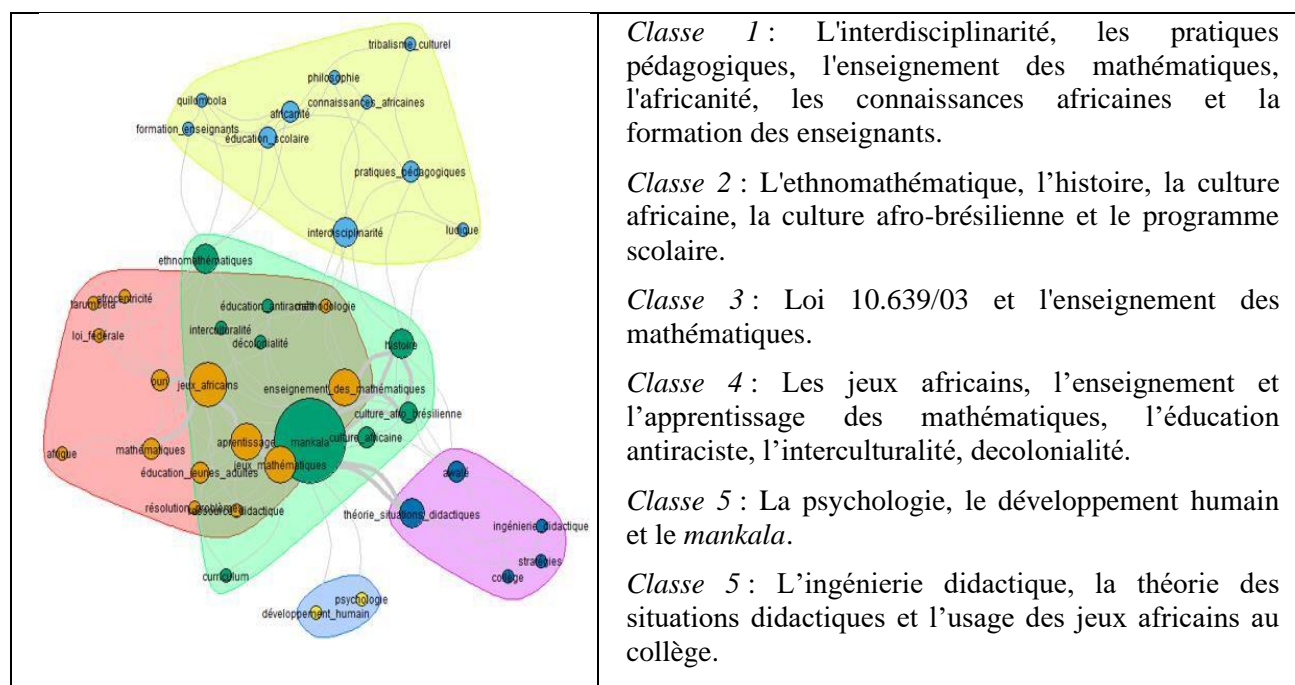 tribalisme_culturel
philosophie
quilombola
connaissances_africaines
africanité
formation_enseignants
éducation_scolaire
pratiques_pédagogiques
interdisciplinarité
ludique
ethnomathématiques
afrocentricité
éducation_antiraciste
interculturalité
loi_fédérale
décolonialité
histoire
ouri
jeux_africains
enseignement_des_mathématiques
culture_afro_brésilienne
aprentissage
mankala
culture_africaine
afrique
mathématiques
jeux_mathématiques
éducation_jeunes_adultes
awalé
résolution_problème
ressource_didactique
théorie_situations_didactiques
ingénierie_didactique
stratégies
curriculum
collège
psychologie
développement_humain
Classe 1 : L'interdisciplinarité, les pratiques
pédagogiques, l'enseignement des mathématiques,
l'africanité, les connaissances africaines et la
formation des enseignants.
Classe 2 : L'ethnomathématique, l’histoire, la culture
africaine, la culture afro-brésilienne et le programme
scolaire.
Classe 3 : Loi 10.639/03 et l'enseignement des
mathématiques.
Classe 4 : Les jeux africains, l’enseignement et
l’apprentissage des mathématiques, l’éducation
antiraciste, l’interculturalité, decolonialité.
Classe 5 : La psychologie, le développement humain
et le mankala.
Classe 5 : L’ingénierie didactique, la théorie des
situations didactiques et l’usage des jeux africains au
collège.